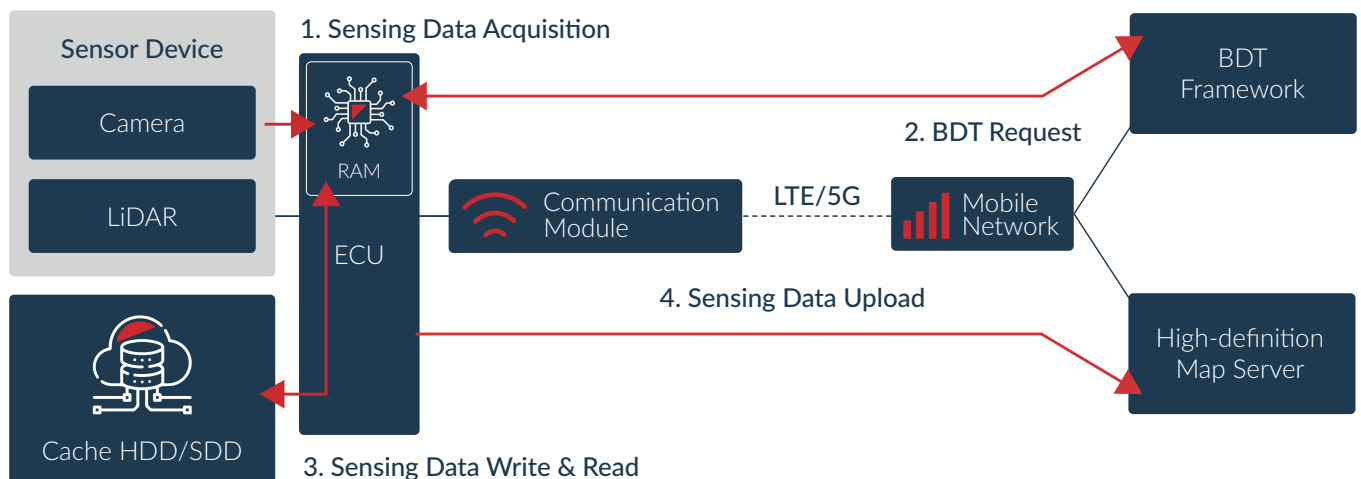 1. Sensing Data Acquisition
Sensor Device
Camera
LiDAR
RAM
ECU
BDT
Framework
2. BDT Request
Communication
Module
LTE/5G
Mobile
Network
4. Sensing Data Upload
High-definition
Map Server
Cache HDD/SDD
3. Sensing Data Write & Read